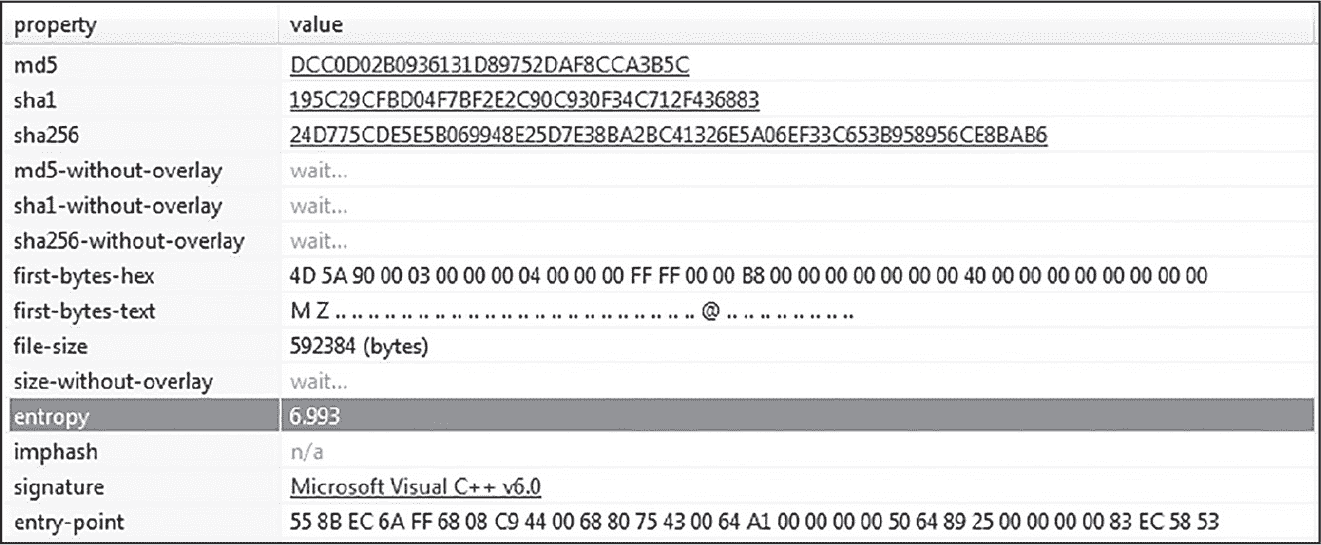 property value
md5 DCC0D02B0936131D89752DAF8CCA3B5C
sha1 195C29CFBD04F7BF2E2C90C930F34C712F436883
sha256 24D775CDE5E5B069948E25D7E38BA2BC41326E5A06EF33C653B958956CE8BAB6
md5-without-overlay wait...
sha1-without-overlay wait...
sha256-without-overlay wait...
first-bytes-hex 4D 5A 90 00 03 00 00 00 04 00 00 00 FF FF 00 00 B8 00 00 00 00 00 00 00 40 00 00 00 00 00 00 00
first-bytes-text M Z .. .. .. .. .. .. .. .. .. .. .. .. .. .. .. .. .. .. .. .. .. .. @ .. .. .. .. .. .. ..
file-size 592384 (bytes)
size-without-overlay wait...
entropy 6.993
imphash n/a
signature Microsoft Visual C++ v6.0
entry-point 55 8B EC 6A FF 68 08 C9 44 00 68 80 75 43 00 64 A1 00 00 00 00 50 64 89 25 00 00 00 00 83 EC 58 53